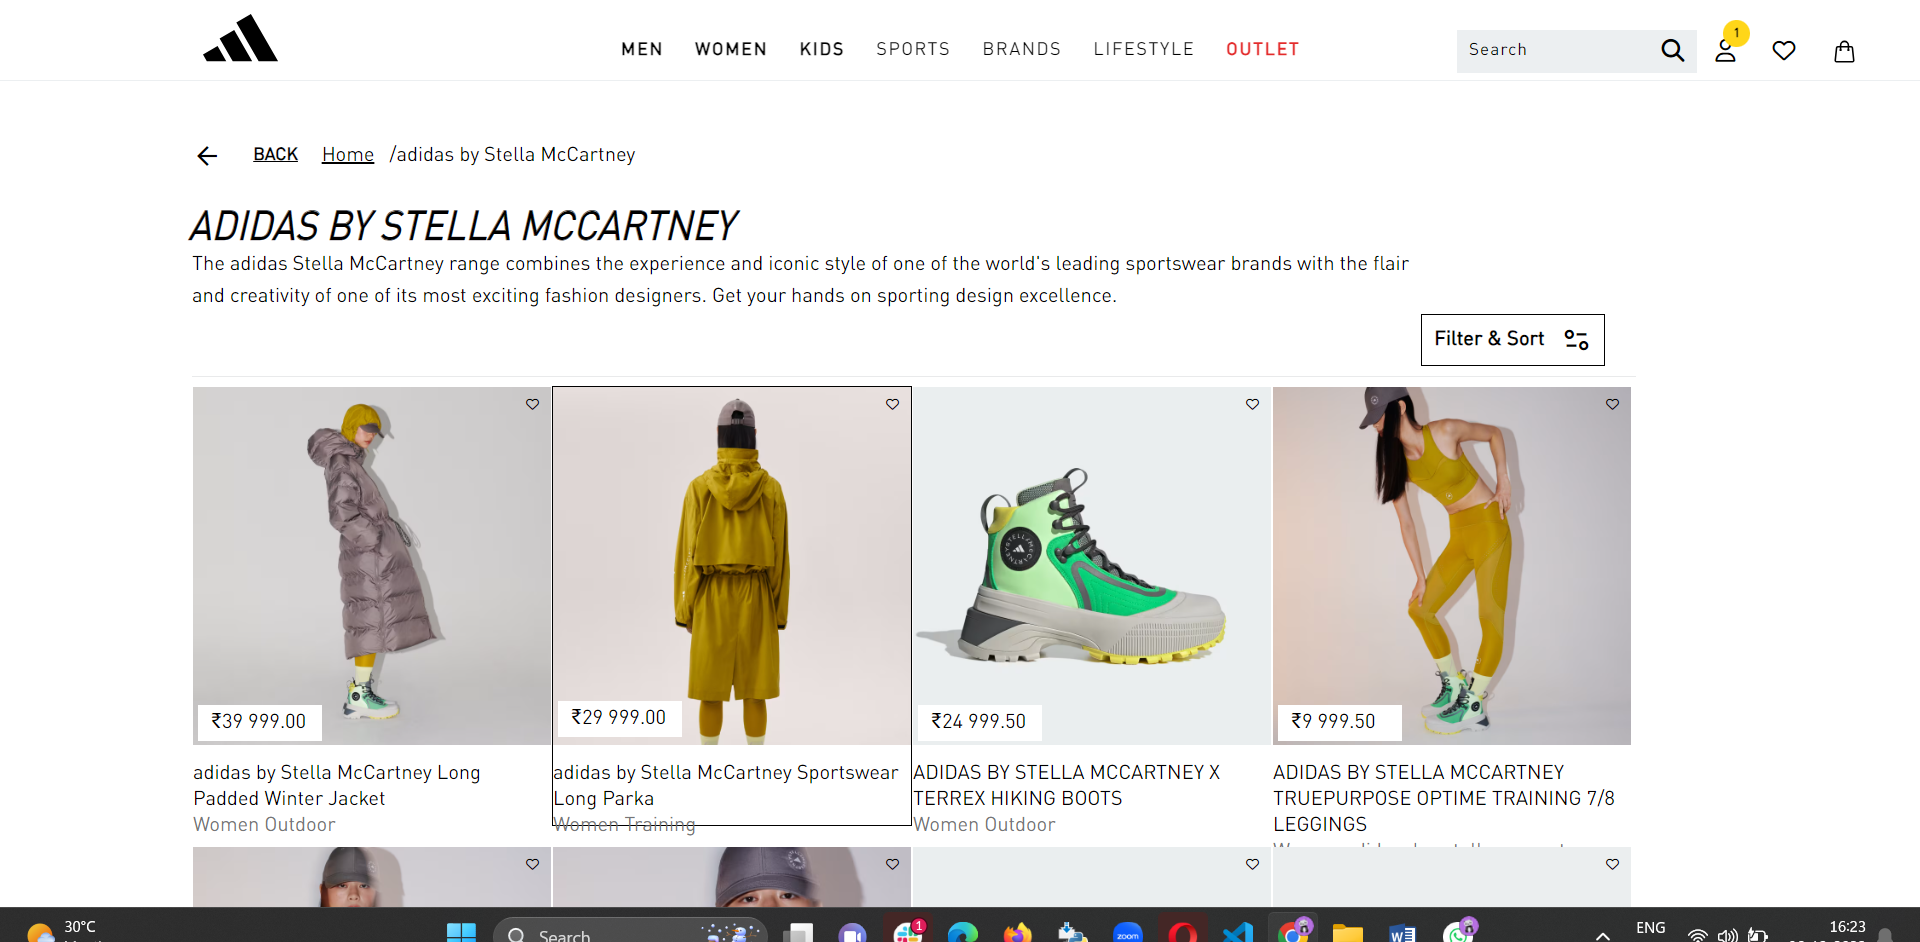 MEN WOMEN KIDS SPORTS BRANDS LIFESTYLE OUTLET
Search
1
BACK Home /adidas by Stella McCartney
ADIDAS BY STELLA MCCARTNEY
The adidas Stella McCartney range combines the experience and iconic style of one of the world's leading sportswear brands with the flair
and creativity of one of its most exciting fashion designers. Get your hands on sporting design excellence.
Filter & Sort
₹39 999.00
adidas by Stella McCartney Long
Padded Winter Jacket
Women Outdoor
₹29 999.00
adidas by Stella McCartney Sportswear
Long Parka
Women Training
STELLA McCARTNEY
₹24 999.50
ADIDAS BY STELLA MCCARTNEY X
TERREX HIKING BOOTS
Women Outdoor
₹9 999.50
ADIDAS BY STELLA MCCARTNEY
TRUEPURPOSE OPTIME TRAINING 7/8
LEGGINGS
30°C
Search
1
zoom
ENG
16:23